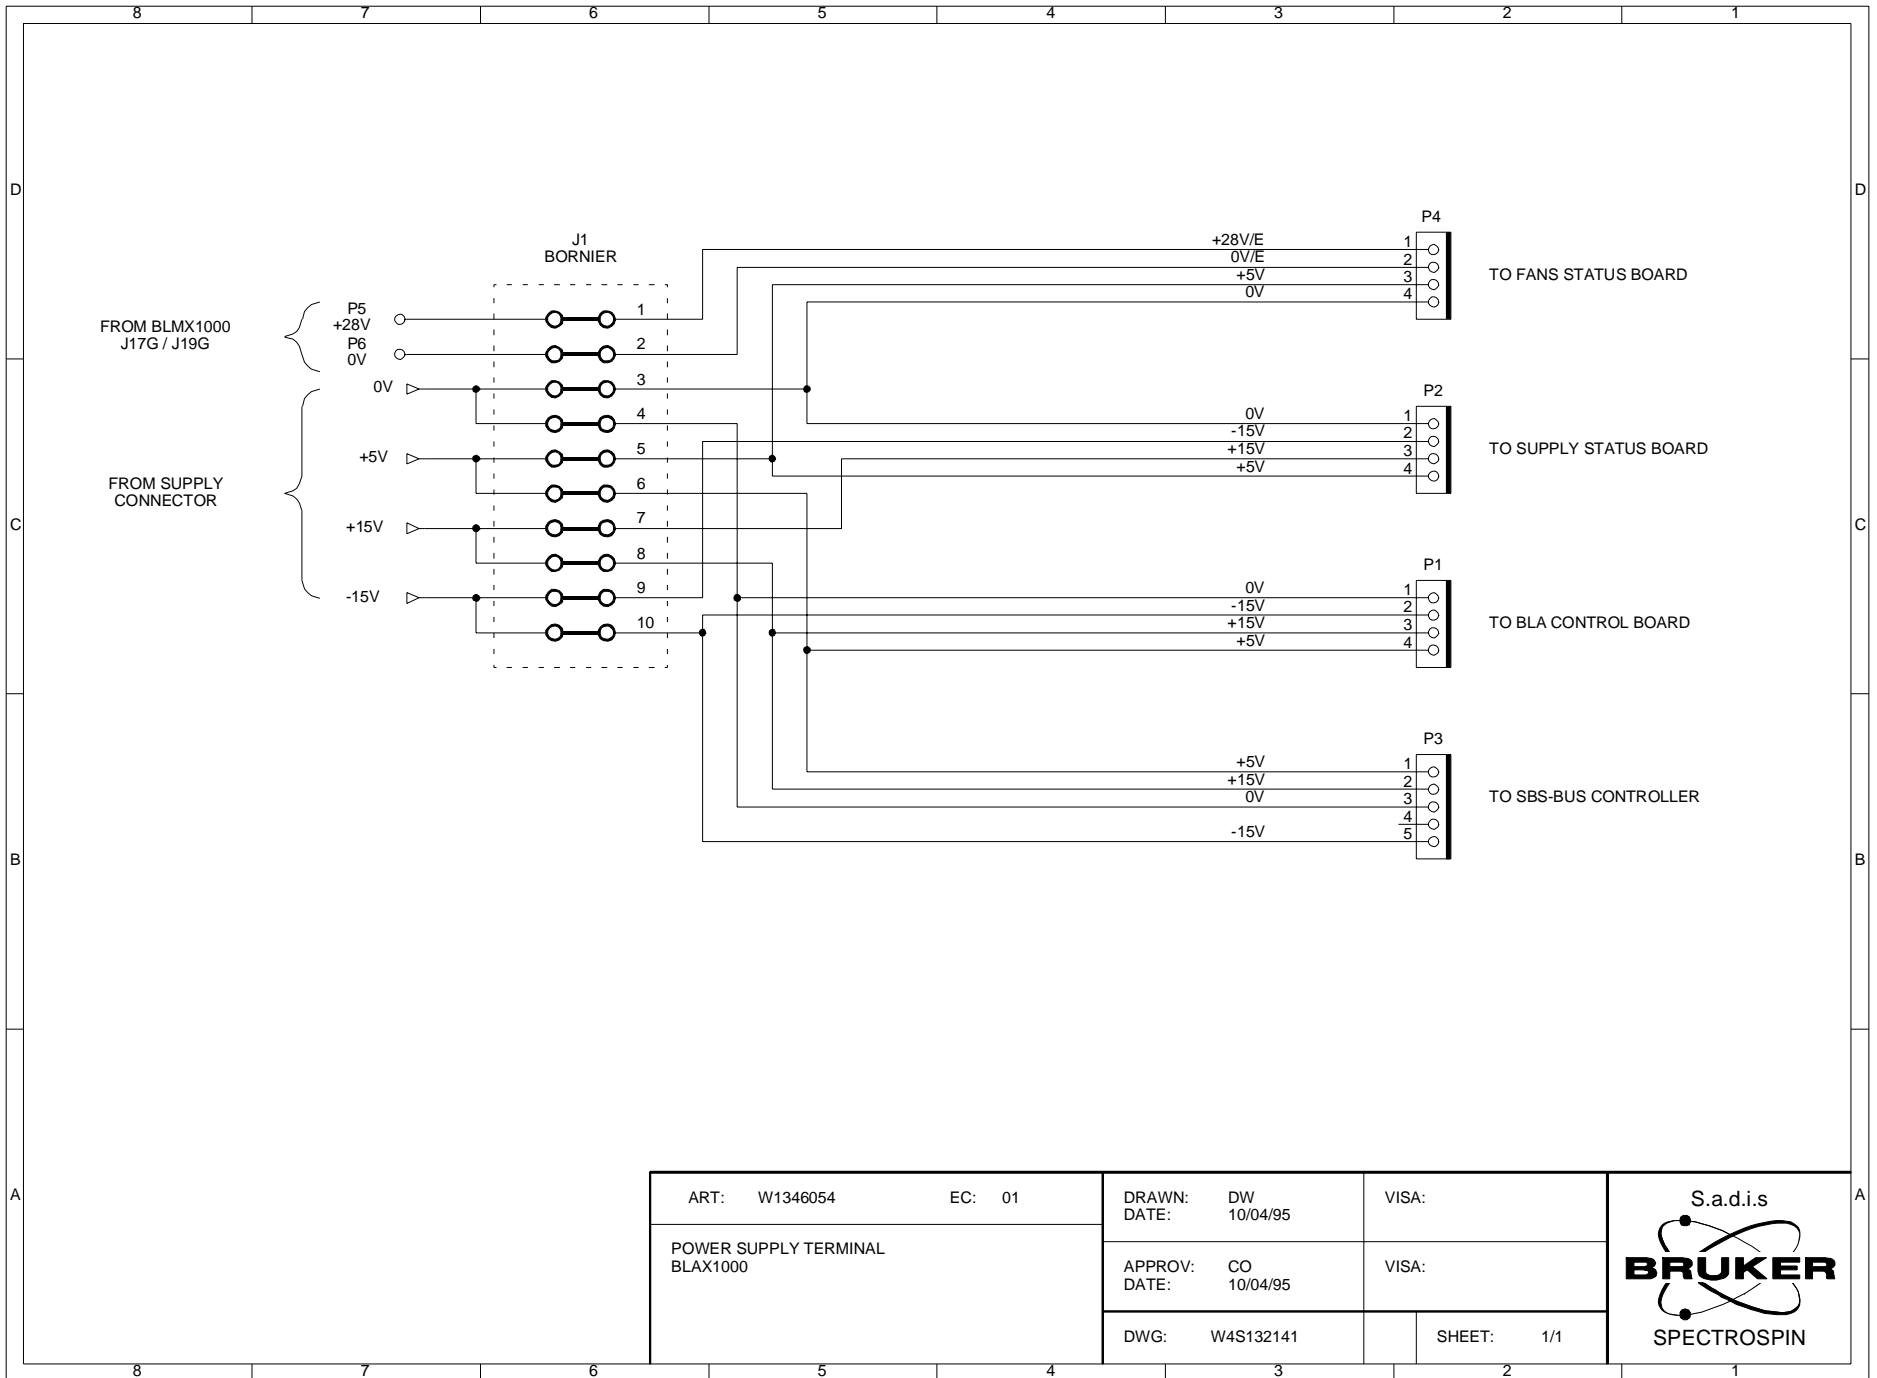 8 7 6 5 4 3 2 1
D D
C C
B B
A A
J1
BORNIER
FROM BLMX1000
J17G / J19G
P5
+28V
P6
0V
FROM SUPPLY
CONNECTOR
0V
+5V
+15V
-15V
1
2
3
4
5
6
7
8
9
10
P4
+28V/E 1
0V/E 2
+5V 3
0V 4
TO FANS STATUS BOARD
P2
0V 1
-15V 2
+15V 3
+5V 4
TO SUPPLY STATUS BOARD
P1
0V 1
-15V 2
+15V 3
+5V 4
TO BLA CONTROL BOARD
P3
+5V 1
+15V 2
0V 3
4
-15V 5
TO SBS-BUS CONTROLLER
ART: W1346054 EC: 01
POWER SUPPLY TERMINAL
BLAX1000
DRAWN: DW
DATE: 10/04/95
VISA:
APPROV: CO
DATE: 10/04/95
VISA:
DWG: W4S132141
SHEET: 1/1
S.a.d.i.s
BRUKER
SPECTROSPIN
8 7 6 5 4 3 2 1